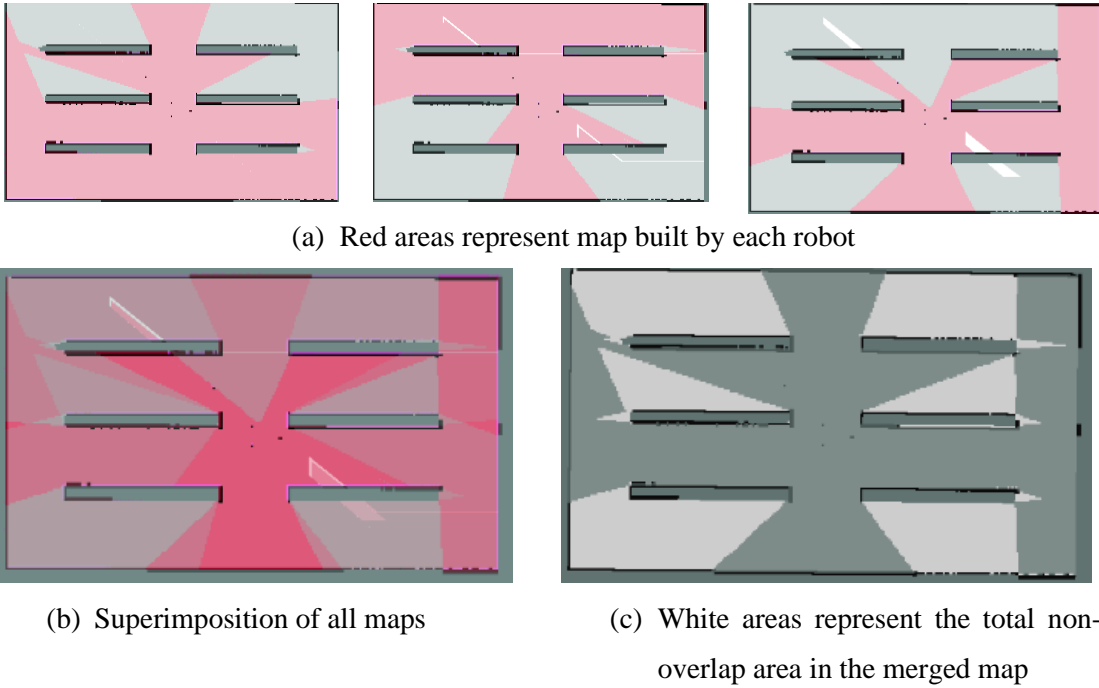 (a) Red areas represent map built by each robot
(b) Superimposition of all maps
(c) White areas represent the total non-
overlap area in the merged map